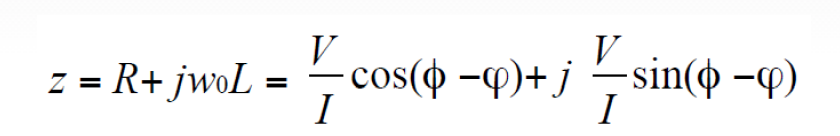 z = R+ jw₀L = V/I cos(ϕ −φ)+ j V/I sin(ϕ −φ)